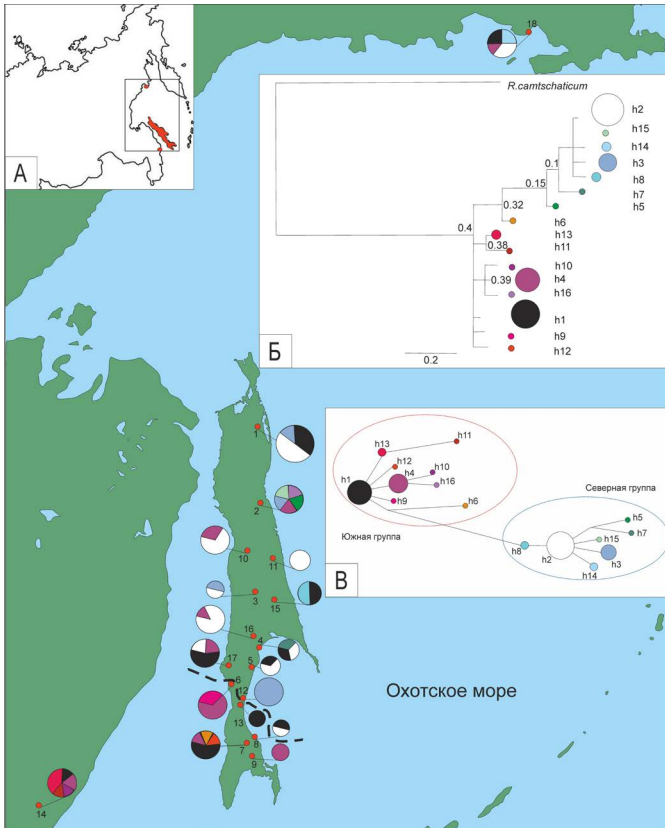 18
А
R.camtschaticum
h2
h15
h14
h3
h8
h7
h5
h6
h13
h11
h10
h4
h16
h1
h9
h12
0.1
0.15
0.32
0.4
0.38
0.39
0.2
Б
h13
h11
h12
h10
h1
h4
h16
h9
h6
Южная группа
Северная группа
h5
h7
h15
h8
h2
h3
h14
В
1
2
10
11
3
15
16
4
17
5
6
12
13
8
7
9
14
Охотское море